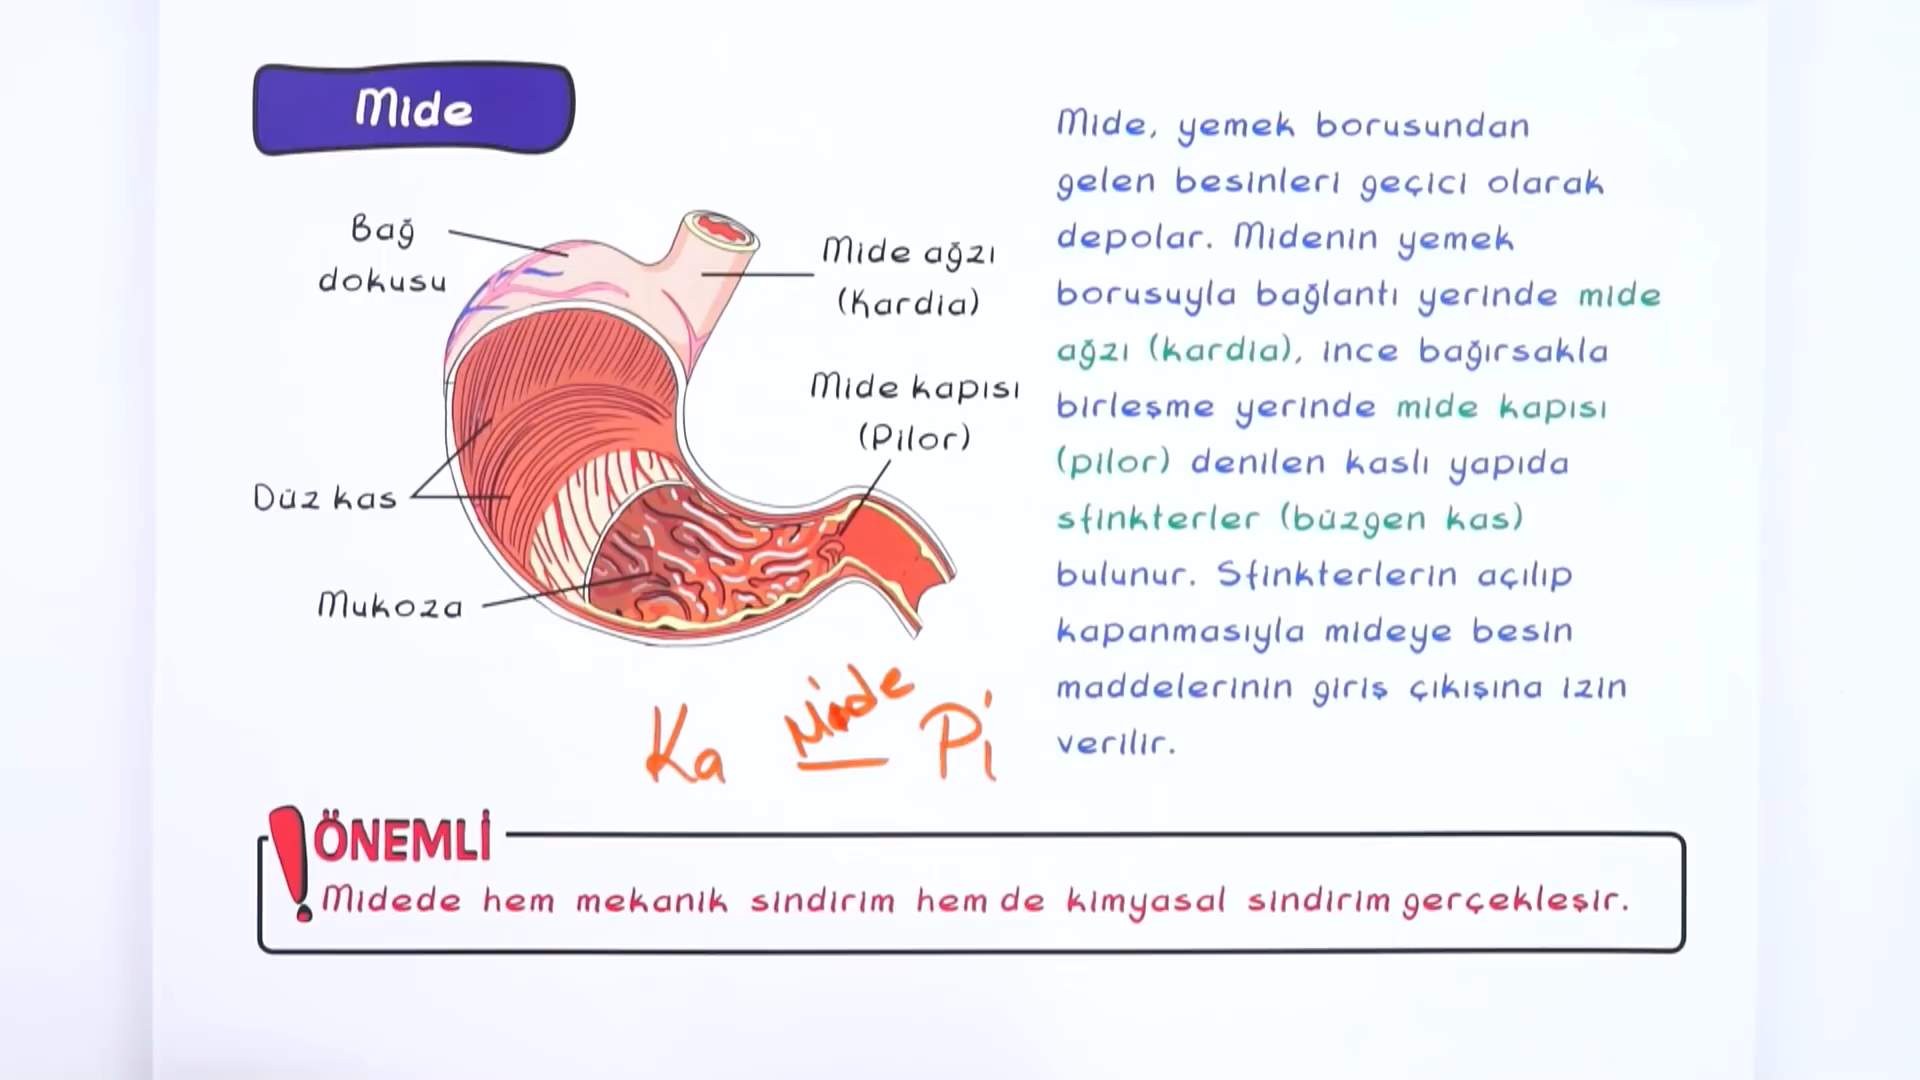 Mide
Bağ
dokusu
Mide ağzı
(Kardia)
Mide kapısı
(Pilor)
Düz kas
Mukoza
Mide, yemek borusundan
gelen besinleri geçici olarak
depolar. Midenin yemek
borusuyla bağlantı yerinde mide
ağzı (kardia), ince bağırsakla
birleşme yerinde mide kapısı
(pilor) denilen kaslı yapıda
sfinkterler (büzgen kas)
bulunur. Sfinkterlerin açılıp
kapanmasıyla mideye besin
maddelerinin giriş çıkışına izin
verilir.
Ka Mide Pi
ÖNEMLİ
Midede hem mekanik sindirim hem de kimyasal sindirim gerçekleşir.